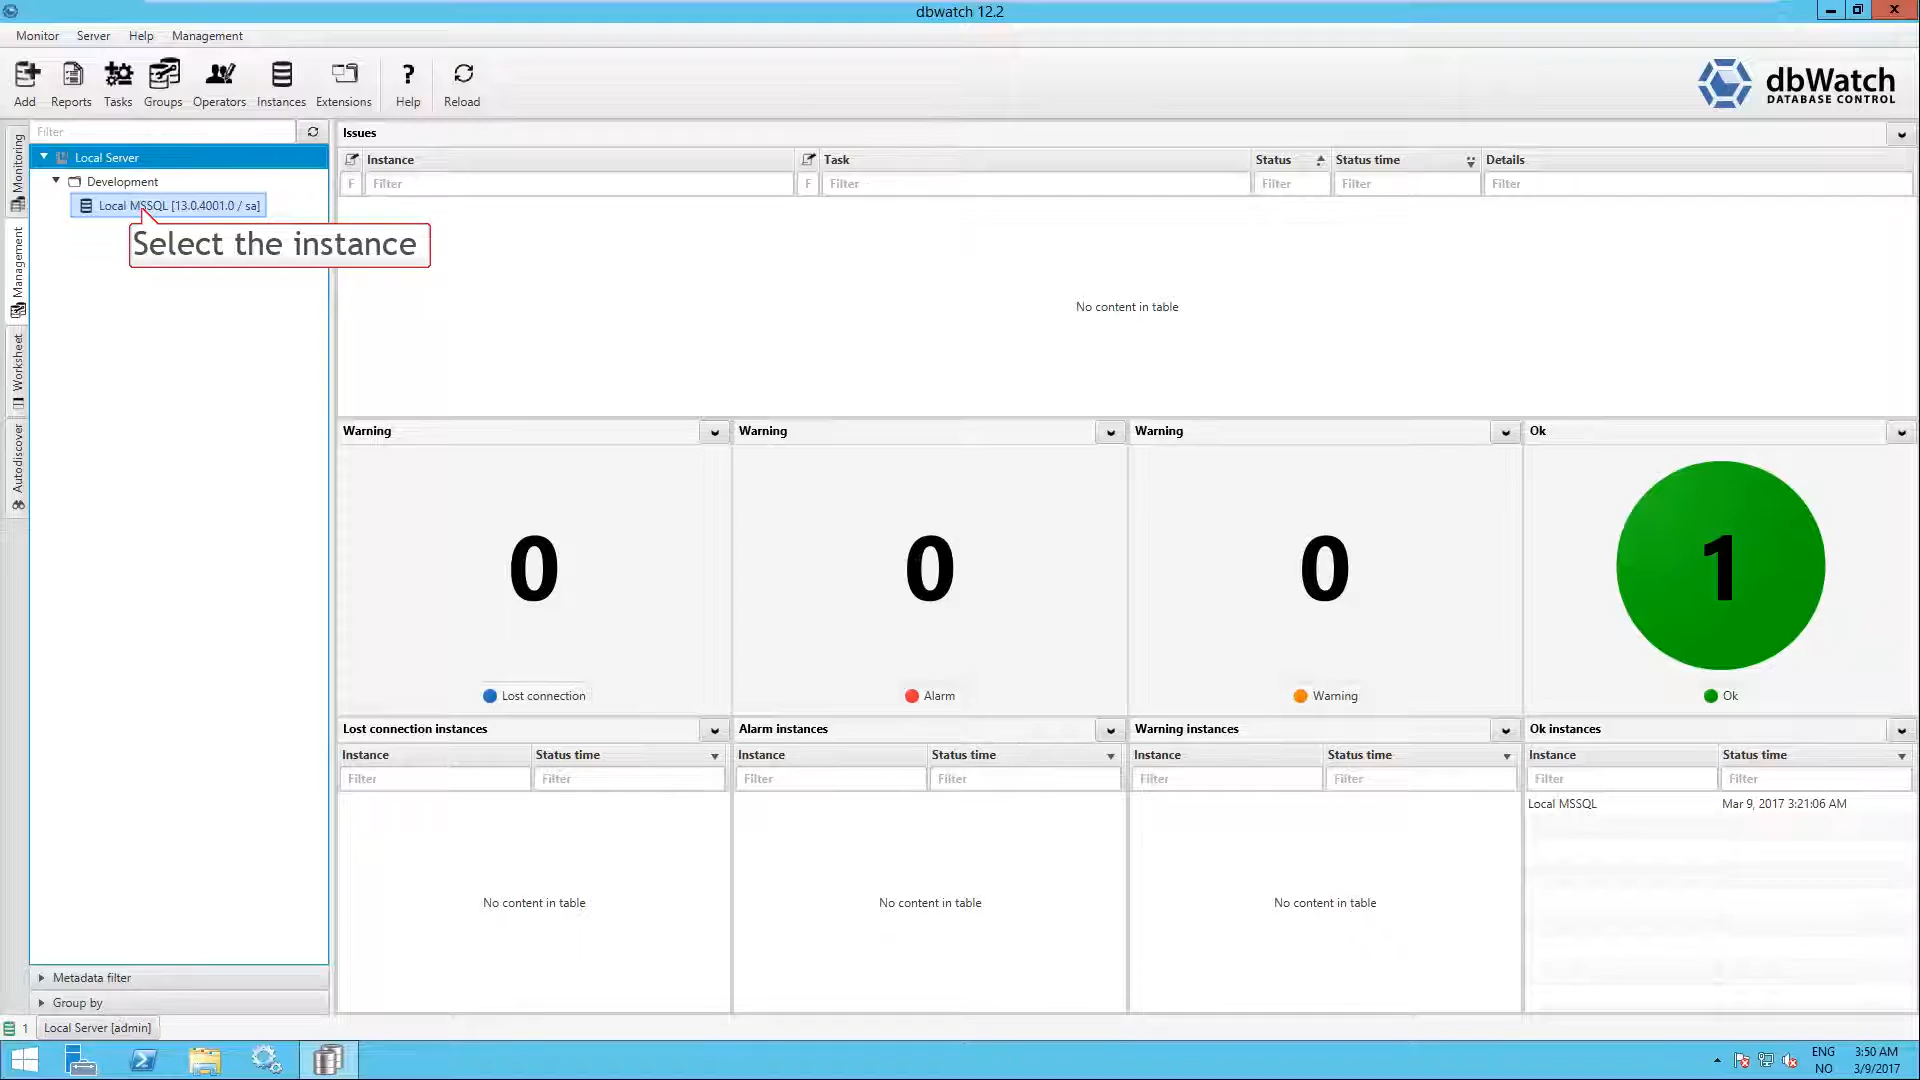 dbwatch 12.2
Monitor Server Help Management
Add Reports Tasks Groups Operators Instances Extensions Help Reload
dbWatch
DATABASE CONTROL
Monitoring
Management
Worksheet
Autodiscover
Filter
Local Server
Development
Local MSSQL [13.0.4001.0 / sa]
Select the instance
Metadata filter
Group by
Issues
Instance Task Status Status time Details
F Filter F Filter Filter Filter Filter
No content in table
Warning Warning Warning Ok
0 0 0 1
Lost connection Alarm Warning Ok
Lost connection instances Alarm instances Warning instances Ok instances
Instance Status time Instance Status time Instance Status time Instance Status time
Filter Filter Filter Filter Filter Filter Filter Filter
Local MSSQL Mar 9, 2017 3:21:06 AM
No content in table No content in table No content in table
1 Local Server [admin]
ENG 3:50 AM
NO 3/9/2017